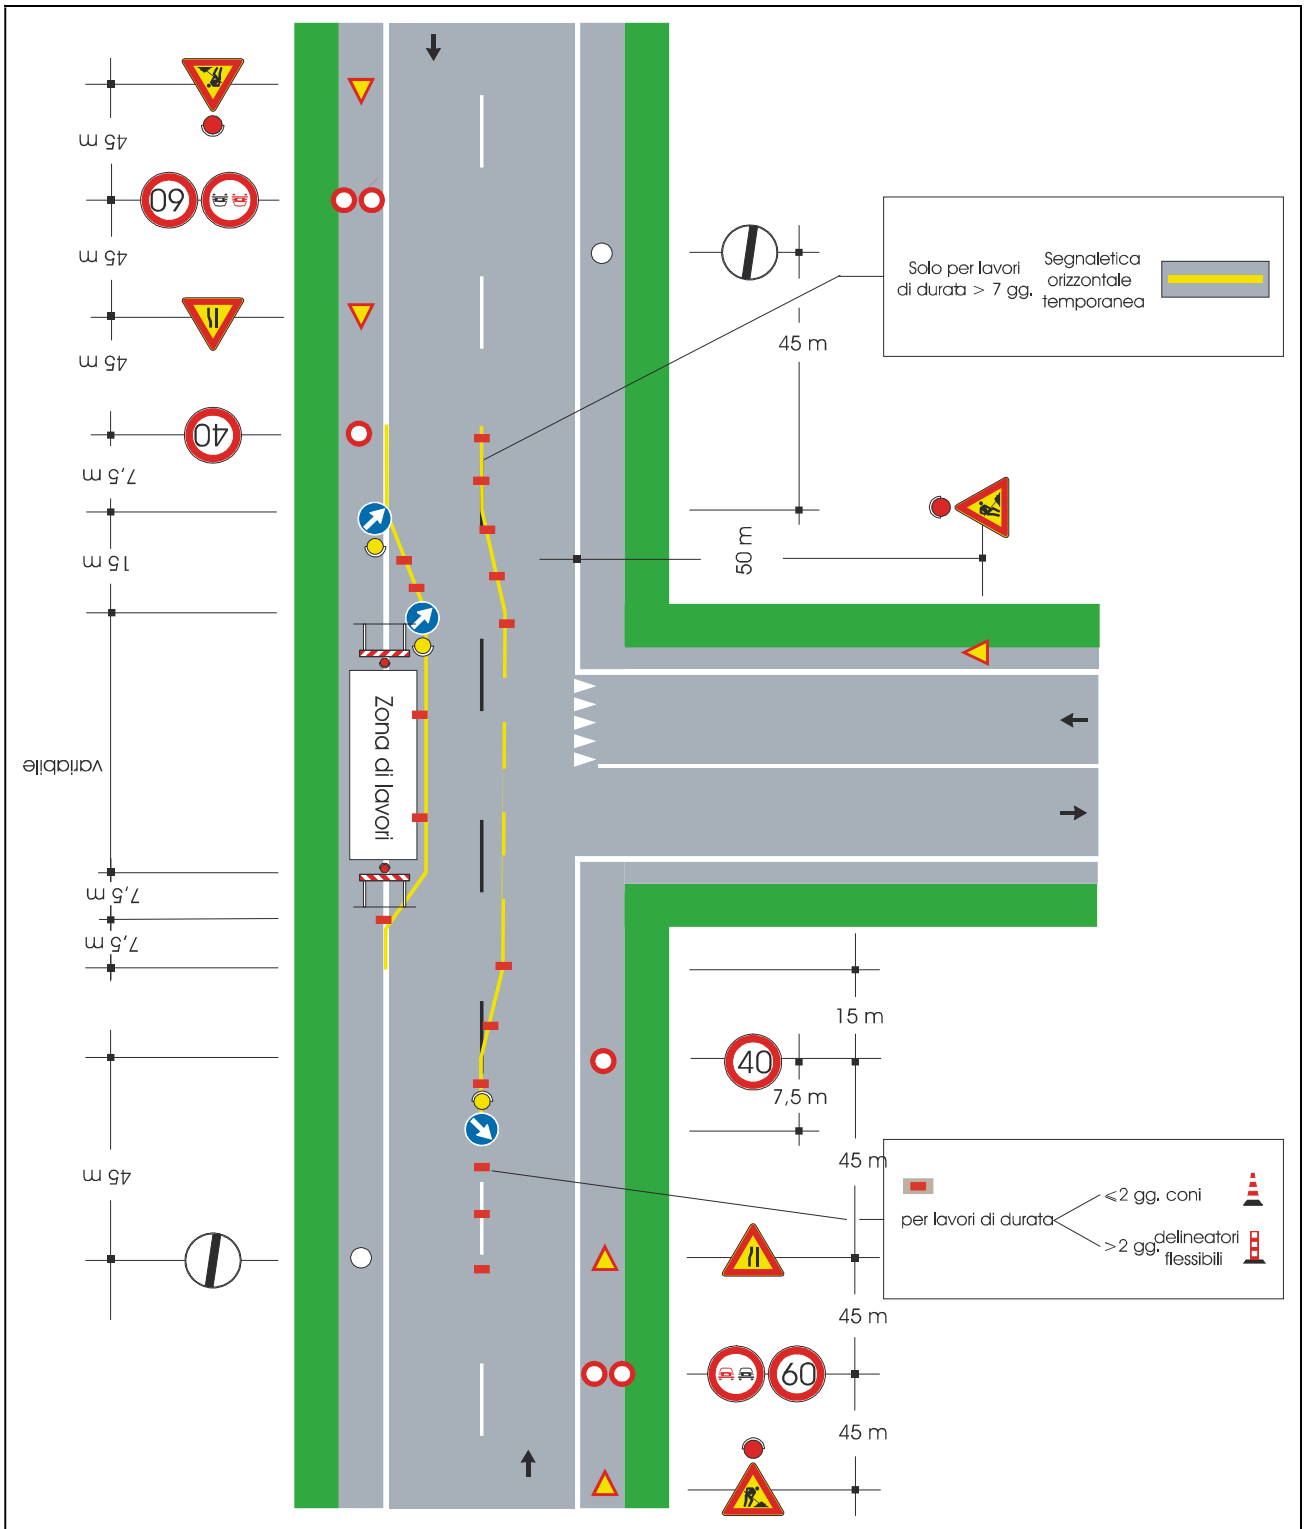 45 m
60
45 m
45 m
40
7,5 m
15 m
variabile
7,5 m
7,5 m
45 m
Zona di lavori
45 m
50 m
Solo per lavori
di durata > 7 gg.
Segnaletica
orizzontale
temporanea
15 m
40
7,5 m
45 m
45 m
60
45 m
per lavori di durata
≤2 gg. coni
>2 gg. delineatori
flessibili